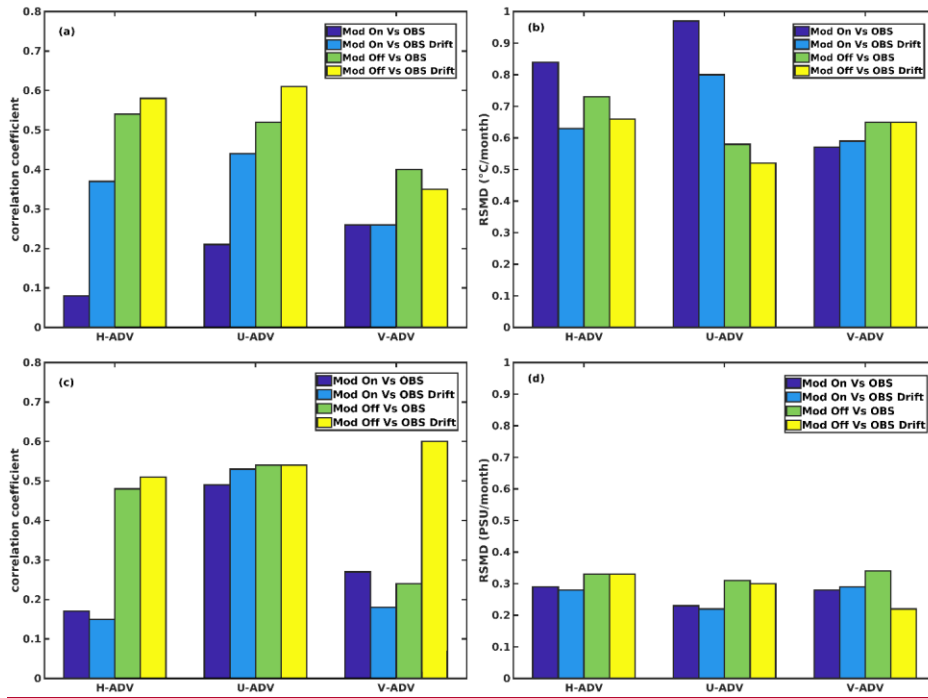 (a)
Mod On Vs OBS
Mod On Vs OBS Drift
Mod Off Vs OBS
Mod Off Vs OBS Drift
correlation coefficient
0.8
0.7
0.6
0.5
0.4
0.3
0.2
0.1
0
H-ADV U-ADV V-ADV
(b)
Mod On Vs OBS
Mod On Vs OBS Drift
Mod Off Vs OBS
Mod Off Vs OBS Drift
RSMD (°C/month)
1
0.9
0.8
0.7
0.6
0.5
0.4
0.3
0.2
0.1
0
H-ADV U-ADV V-ADV
(c)
Mod On Vs OBS
Mod On Vs OBS Drift
Mod Off Vs OBS
Mod Off Vs OBS Drift
correlation coefficient
0.8
0.7
0.6
0.5
0.4
0.3
0.2
0.1
0
H-ADV U-ADV V-ADV
(d)
Mod On Vs OBS
Mod On Vs OBS Drift
Mod Off Vs OBS
Mod Off Vs OBS Drift
RSMD (PSU/month)
1
0.9
0.8
0.7
0.6
0.5
0.4
0.3
0.2
0.1
0
H-ADV U-ADV V-ADV